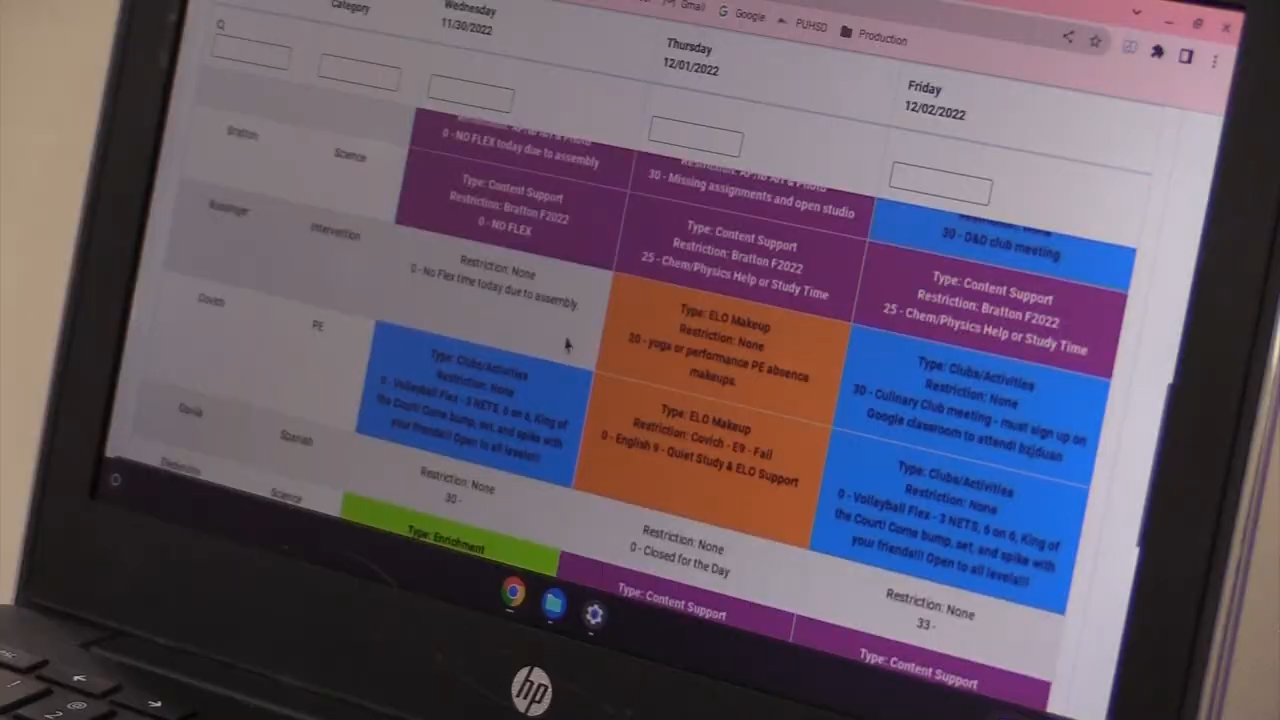 Gmail
Google
PUHSD
Production
Category
Wednesday
11/30/2022
Thursday
12/01/2022
Friday
12/02/2022
Bratton
Science
0 - NO FLEX today due to assembly
Type: Content Support
Restriction: Bratton F2022
0 - NO FLEX
30 - Missing assignments and open studio
Type: Content Support
Restriction: Bratton F2022
25 - Chem/Physics Help or Study Time
30 - D&D club meeting
Type: Content Support
Restriction: Bratton F2022
25 - Chem/Physics Help or Study Time
Intervention
Restriction: None
0 - No Flex time today due to assembly.
Type: ELO Makeup
Restriction: None
20 - yoga or performance PE absence
makeups.
Type: Clubs/Activities
Restriction: None
30 - Culinary Club meeting - must sign up on
Google classroom to attend!
Covich
PE
Type: Clubs/Activities
Restriction: None
0 - Volleyball Flex - 3 NETS, 6 on 6, King of
the Court! Come bump, set, and spike with
your friends!! Open to all levels!!!
Type: ELO Makeup
Restriction: Covich - E9 - Fall
0 - English 9 - Quiet Study & ELO Support
Type: Clubs/Activities
Restriction: None
0 - Volleyball Flex - 3 NETS, 6 on 6, King of
the Court! Come bump, set, and spike with
your friends!! Open to all levels!!!
Spanish
Restriction: None
30 -
Restriction: None
0 - Closed for the Day
Restriction: None
33 -
Science
Type: Enrichment
Type: Content Support
Type: Content Support
hp